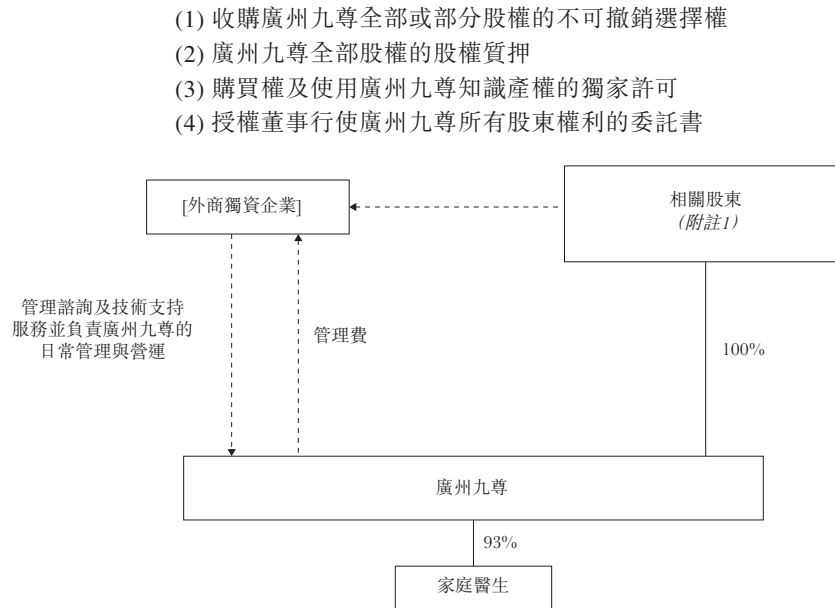 (1) 收購廣州九尊全部或部分股權的不可撤銷選擇權
(2) 廣州九尊全部股權的股權質押
(3) 購買權及使用廣州九尊知識產權的獨家許可
(4) 授權董事行使廣州九尊所有股東權利的委託書
[外商獨資企業]
相關股東
（附註1）
管理諮詢及技術支持
服務並負責廣州九尊的
日常管理與營運
管理費
100%
廣州九尊
93%
家庭醫生